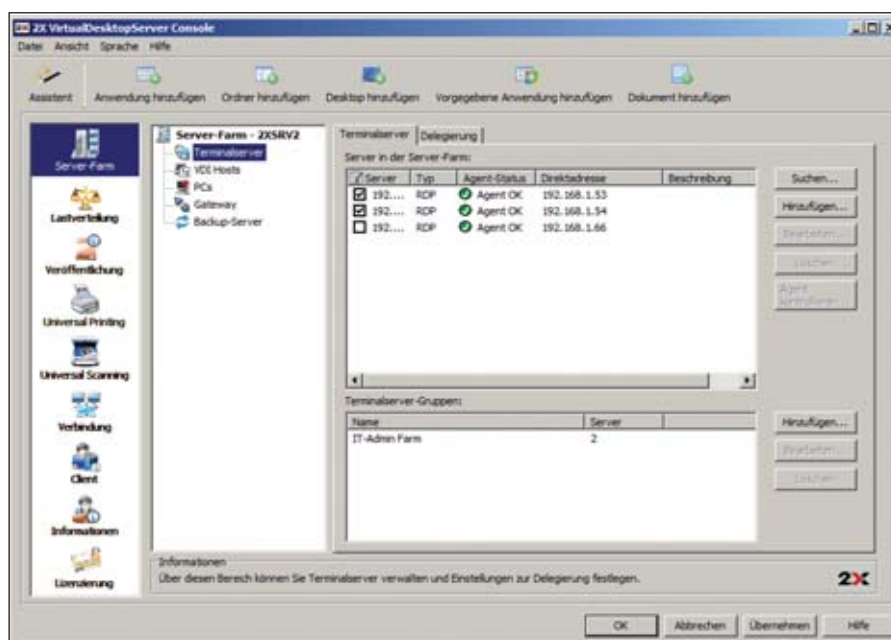 2X VirtualDesktopServer Console
Datei Ansicht Sprache Hilfe
Assistent Anwendung hinzufügen Ordner hinzufügen Desktop hinzufügen Vorgegebene Anwendung hinzufügen Dokument hinzufügen
Server-Farm
Lastverteilung
Veröffentlichung
Universal Printing
Universal Scanning
Verbindung
Client
Informationen
Lizenzierung
Server-Farm - 2XSRV2
Terminalserver
VDI Hosts
PCs
Gateway
Backup-Server
Terminalserver Delegierung
Server in der Server-Farm:
Server Typ Agent-Status Direktadresse Beschreibung
192.... RDP Agent OK 192.168.1.53
192.... RDP Agent OK 192.168.1.54
192.... RDP Agent OK 192.168.1.66
Suchen...
Hinzufügen...
Bearbeiten...
Löschen
Agent
Terminalserver-Gruppen:
Name Server
IT-Admin Farm 2
Hinzufügen...
Bearbeiten...
Löschen
Informationen
Über diesen Bereich können Sie Terminalserver verwalten und Einstellungen zur Delegierung festlegen.
2X
OK Abbrechen Übernehmen Hilfe